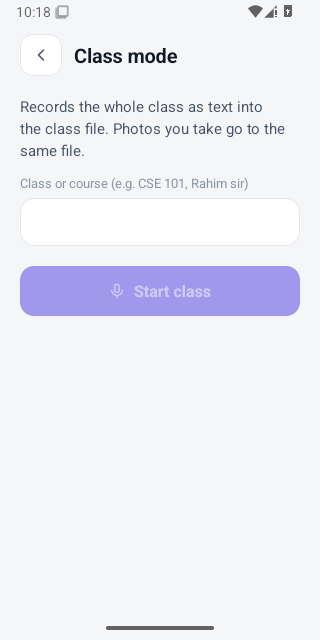 10:18
Class mode
Records the whole class as text into
the class file. Photos you take go to the
same file.
Class or course (e.g. CSE 101, Rahim sir)
Start class